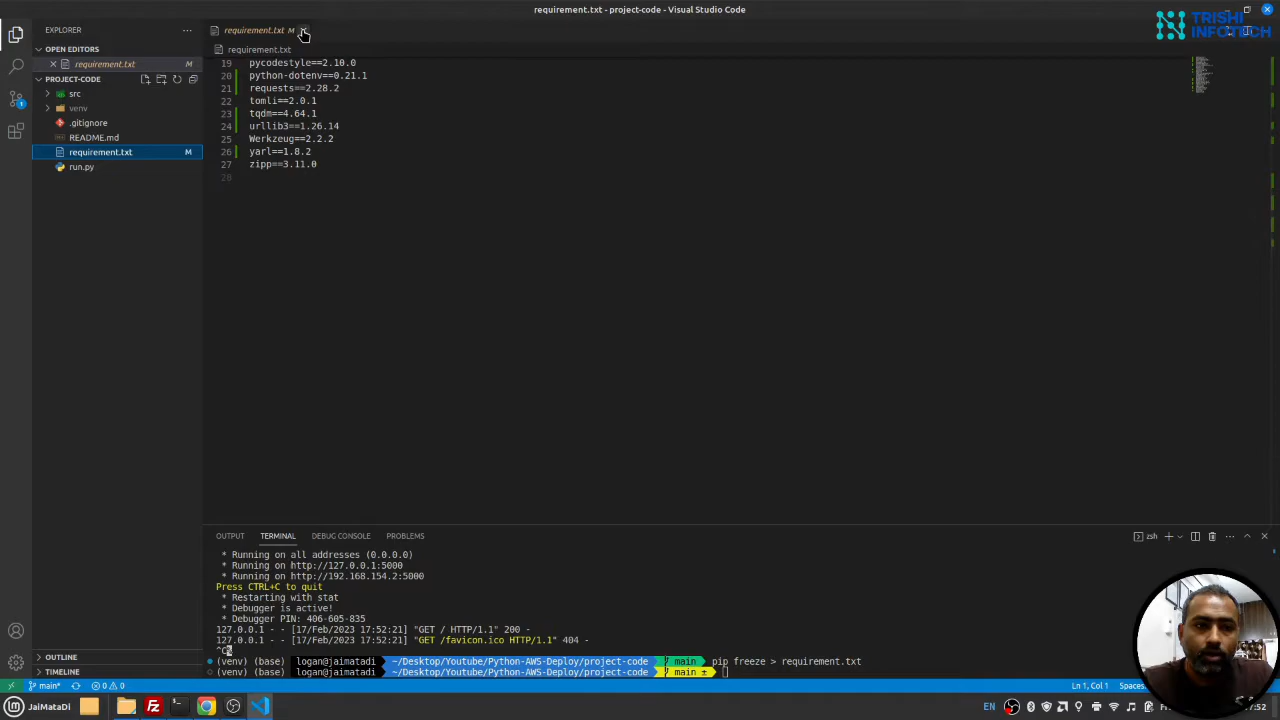 requirement.txt - project-code - Visual Studio Code
TRISHI
INFOTECH
EXPLORER
requirement.txt M
OPEN EDITORS
requirement.txt
requirement.txt M
PROJECT-CODE
src
venv
.gitignore
README.md
requirement.txt M
run.py
19 pycodestyle==2.10.0
20 python-dotenv==0.21.1
21 requests==2.28.2
22 tomli==2.0.1
23 tqdm==4.64.1
24 urllib3==1.26.14
25 Werkzeug==2.2.2
26 yarl==1.8.2
27 zipp==3.11.0
28
OUTPUT TERMINAL DEBUG CONSOLE PROBLEMS
zsh
* Running on all addresses (0.0.0.0)
* Running on http://127.0.0.1:5000
* Running on http://192.168.154.2:5000
Press CTRL+C to quit
* Restarting with stat
* Debugger is active!
* Debugger PIN: 406-605-835
127.0.0.1 - - [17/Feb/2023 17:52:21] "GET / HTTP/1.1" 200 -
127.0.0.1 - - [17/Feb/2023 17:52:21] "GET /favicon.ico HTTP/1.1" 404 -
^C
(venv) (base) logan@jaimatadi ~/Desktop/Youtube/Python-AWS-Deploy/project-code main pip freeze > requirement.txt
(venv) (base) logan@jaimatadi ~/Desktop/Youtube/Python-AWS-Deploy/project-code main ±
OUTLINE
TIMELINE
main* 0 0
Ln 1, Col 1 Spaces
JaiMataDi
EN
17:52